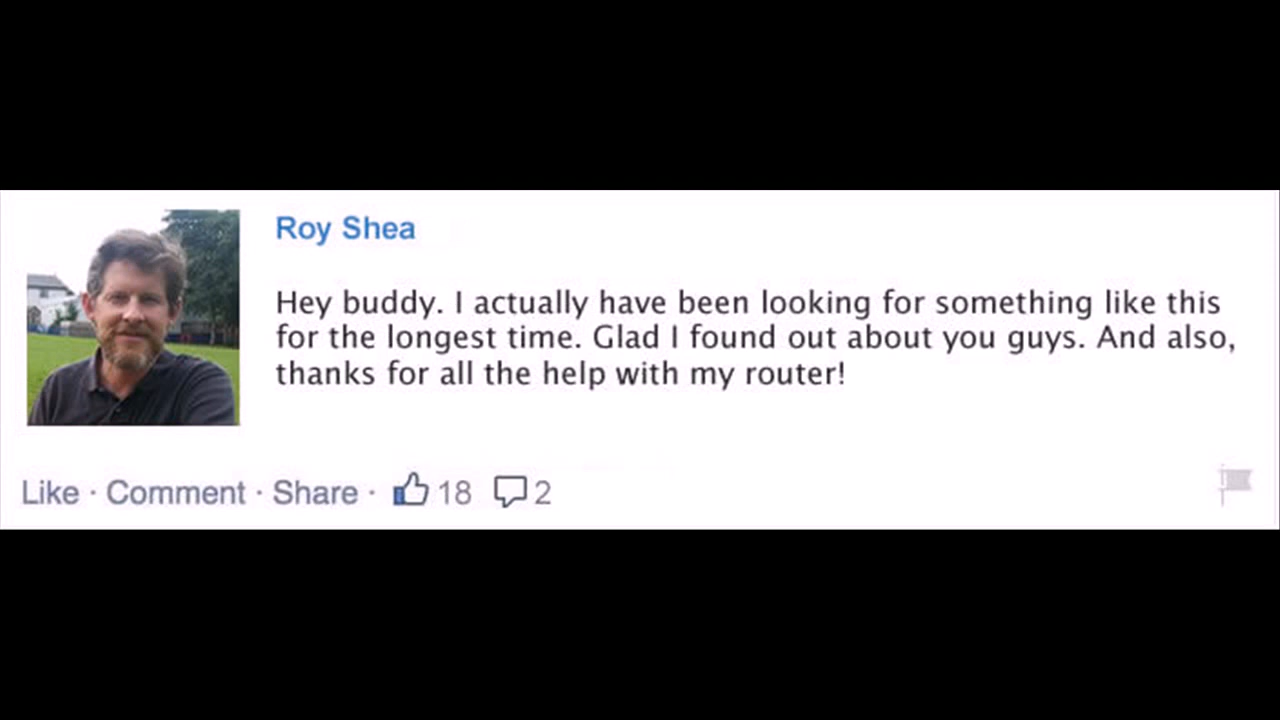 Roy Shea
Hey buddy. I actually have been looking for something like this
for the longest time. Glad I found out about you guys. And also,
thanks for all the help with my router!
Like · Comment · Share · 18 2